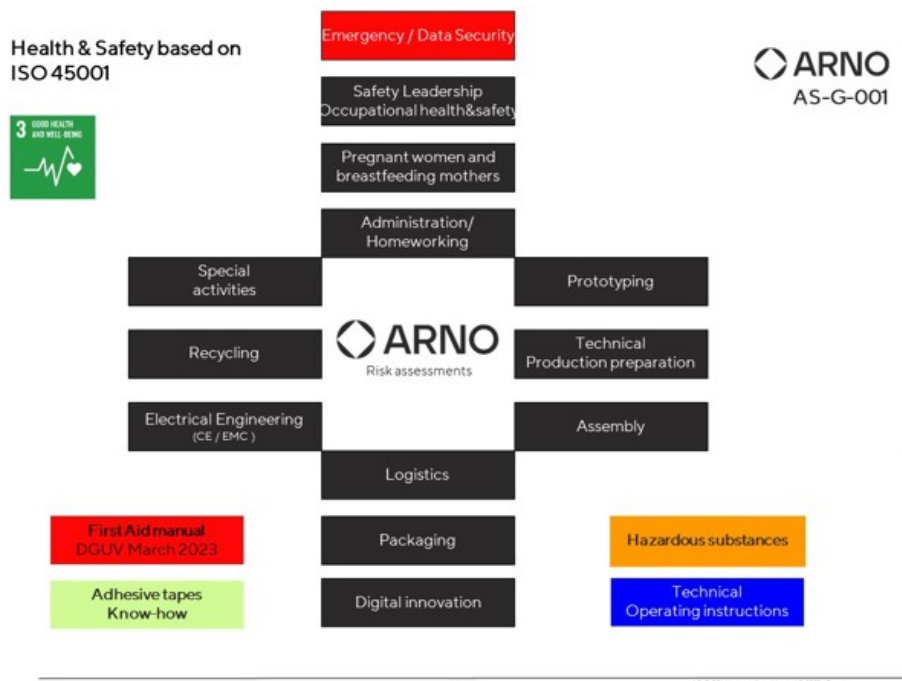 Health & Safety based on
ISO 45001
3 GOOD HEALTH
AND WELL-BEING
Emergency / Data Security
ARNO
AS-G-001
Safety Leadership
Occupational health&safety
Pregnant women and
breastfeeding mothers
Administration/
Homeworking
Special
activities
Prototyping
Recycling
ARNO
Risk assessments
Technical
Production preparation
Electrical Engineering
(CE / EMC )
Assembly
Logistics
First Aid manual
DGUV March 2023
Packaging
Hazardous substances
Adhesive tapes
Know-how
Digital innovation
Technical
Operating instructions